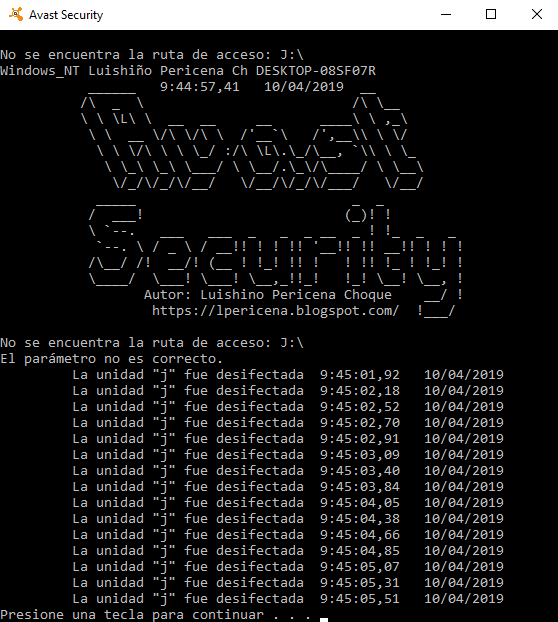 Avast Security
No se encuentra la ruta de acceso: J:\
Windows_NT Luishiño Pericena Ch DESKTOP-08SF07R
9:44:57,41 10/04/2019
Avast
Security
Autor: Luishino Pericena Choque
https://lpericena.blogspot.com/
No se encuentra la ruta de acceso: J:\
El parámetro no es correcto.
La unidad "j" fue desifectada 9:45:01,92 10/04/2019
La unidad "j" fue desifectada 9:45:02,18 10/04/2019
La unidad "j" fue desifectada 9:45:02,52 10/04/2019
La unidad "j" fue desifectada 9:45:02,70 10/04/2019
La unidad "j" fue desifectada 9:45:02,91 10/04/2019
La unidad "j" fue desifectada 9:45:03,09 10/04/2019
La unidad "j" fue desifectada 9:45:03,40 10/04/2019
La unidad "j" fue desifectada 9:45:03,84 10/04/2019
La unidad "j" fue desifectada 9:45:04,05 10/04/2019
La unidad "j" fue desifectada 9:45:04,38 10/04/2019
La unidad "j" fue desifectada 9:45:04,66 10/04/2019
La unidad "j" fue desifectada 9:45:04,85 10/04/2019
La unidad "j" fue desifectada 9:45:05,07 10/04/2019
La unidad "j" fue desifectada 9:45:05,31 10/04/2019
La unidad "j" fue desifectada 9:45:05,51 10/04/2019
Presione una tecla para continuar . . .